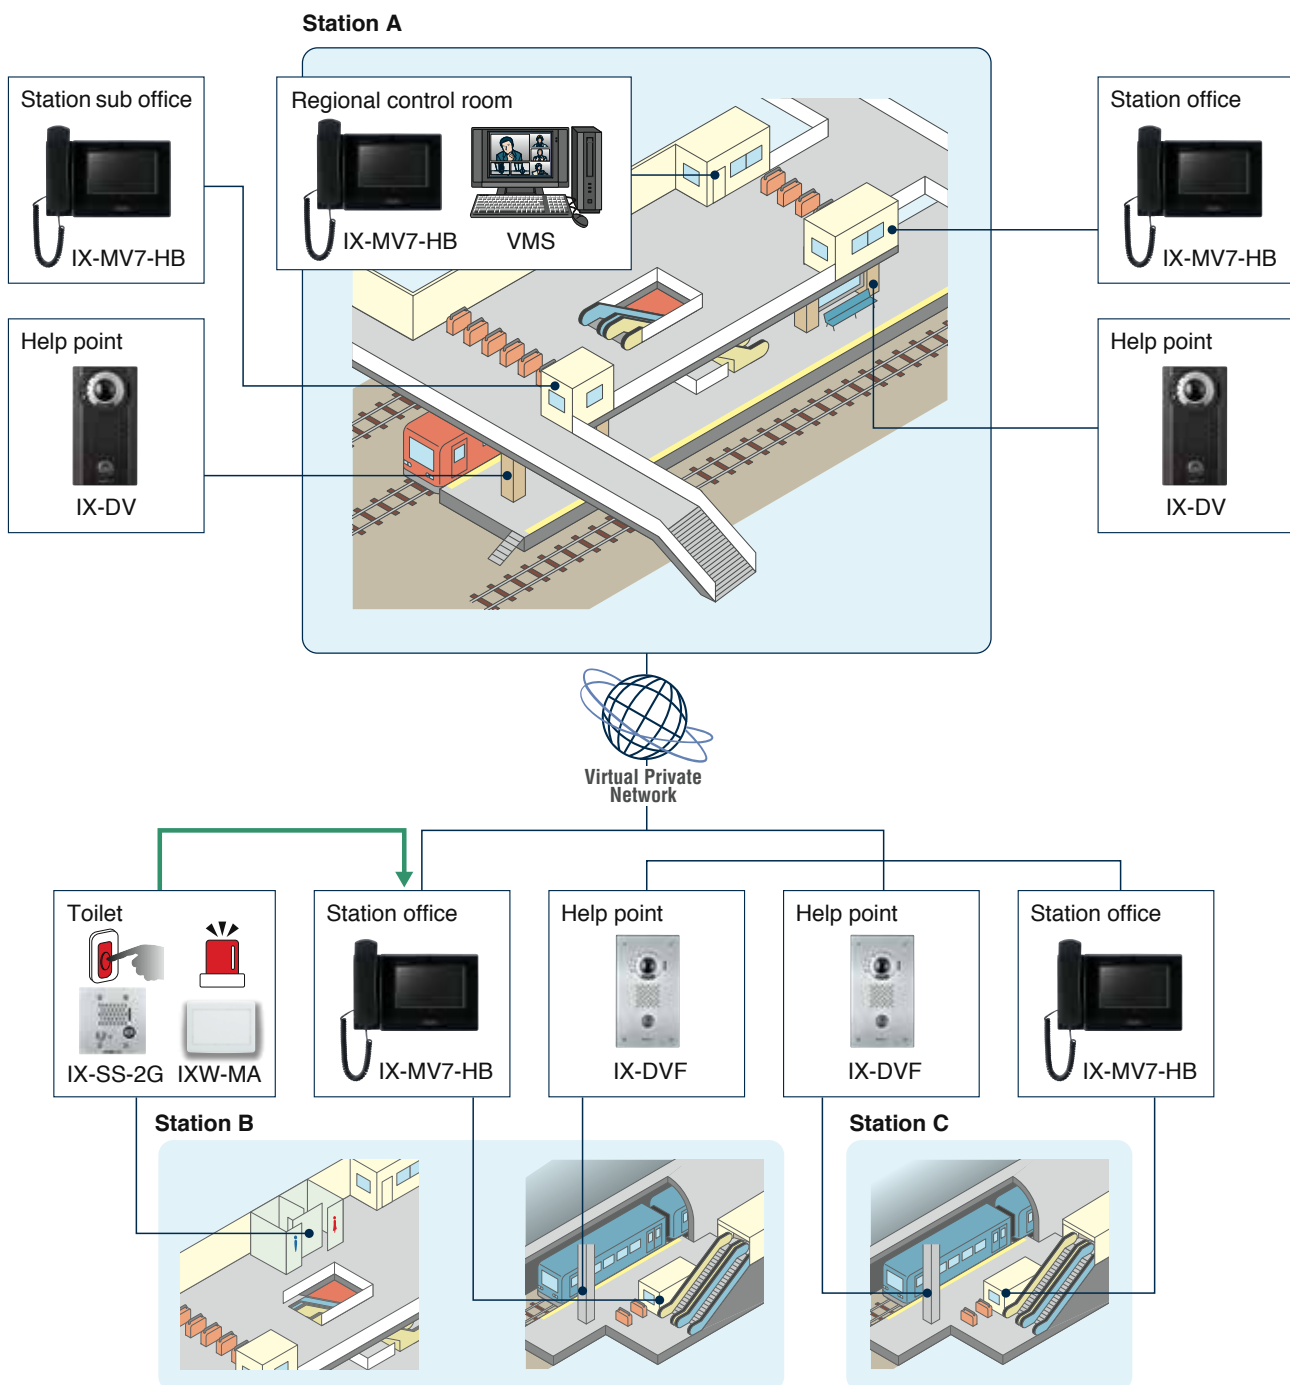 Station A
Station sub office
IX-MV7-HB
Regional control room
IX-MV7-HB
VMS
Station office
IX-MV7-HB
Help point
IX-DV
Help point
IX-DV
Virtual Private
Network
Toilet
IX-SS-2G
IXW-MA
Station office
IX-MV7-HB
Help point
IX-DVF
Help point
IX-DVF
Station office
IX-MV7-HB
Station B
Station C